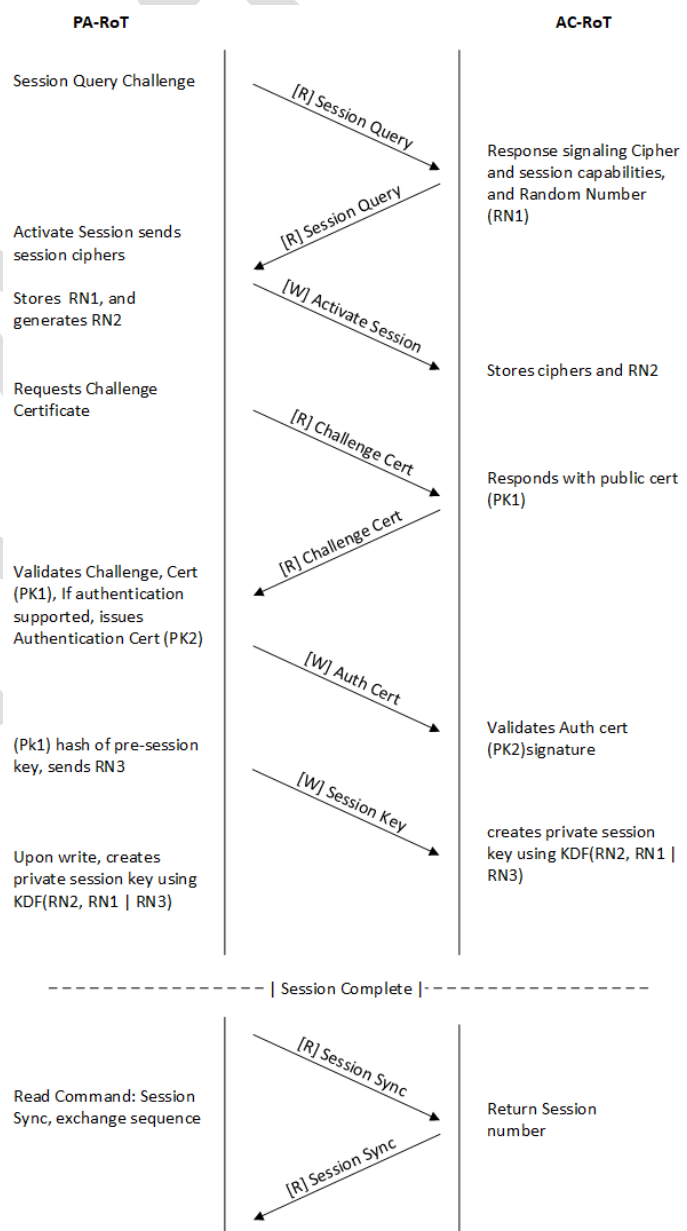 PA-RoT
AC-RoT
Session Query Challenge
[R] Session Query
Response signaling Cipher
and session capabilities,
and Random Number
(RN1)
[R] Session Query
Activate Session sends
session ciphers
Stores RN1, and
generates RN2
[W] Activate Session
Stores ciphers and RN2
Requests Challenge
Certificate
[R] Challenge Cert
Responds with public cert
(PK1)
[R] Challenge Cert
Validates Challenge, Cert
(PK1), If authentication
supported, issues
Authentication Cert (PK2)
[W] Auth Cert
Validates Auth cert
(PK2)signature
(Pk1) hash of pre-session
key, sends RN3
[W] Session Key
creates private session
key using KDF(RN2, RN1 |
RN3)
Upon write, creates
private session key using
KDF(RN2, RN1 | RN3)
| Session Complete |
[R] Session Sync
Read Command: Session
Sync, exchange sequence
Return Session
number
[R] Session Sync